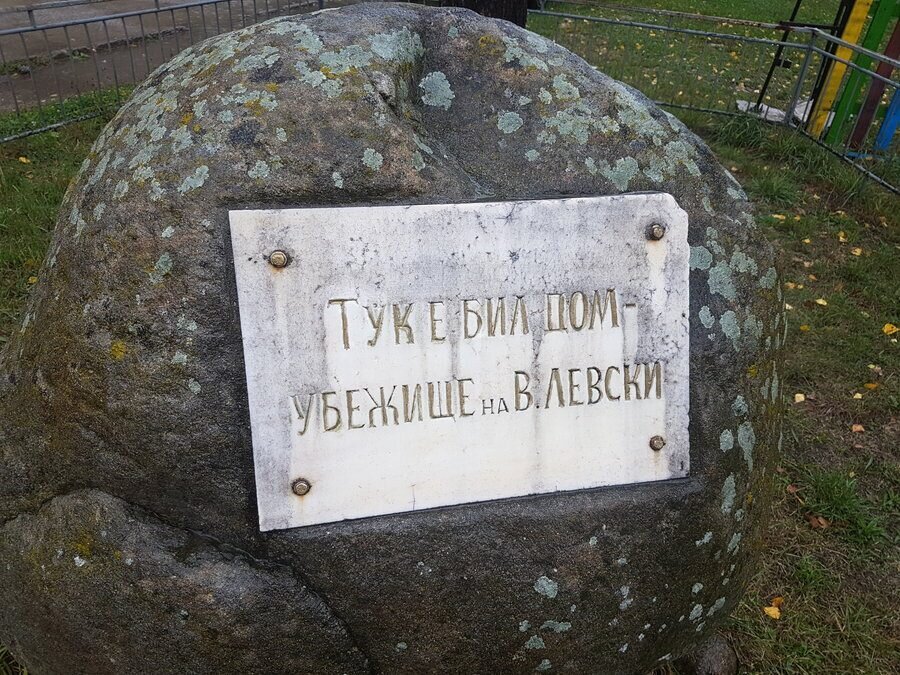 ТУК Е БИЛ ДОМ-
УБЕЖИЩЕ НА В. ЛЕВСКИ